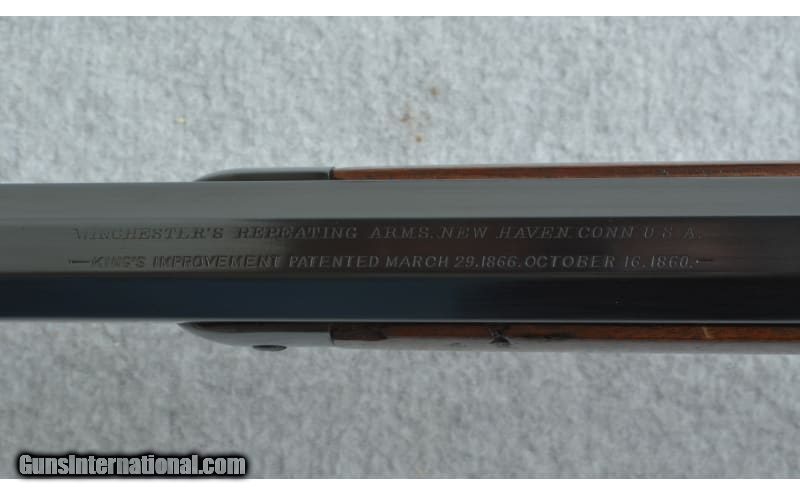 WINCHESTER'S REPEATING ARMS. NEW HAVEN. CONN. U.S.A.
—KING'S IMPROVEMENT PATENTED MARCH 29.1866. OCTOBER 16.1860.—
GunsInternational.com